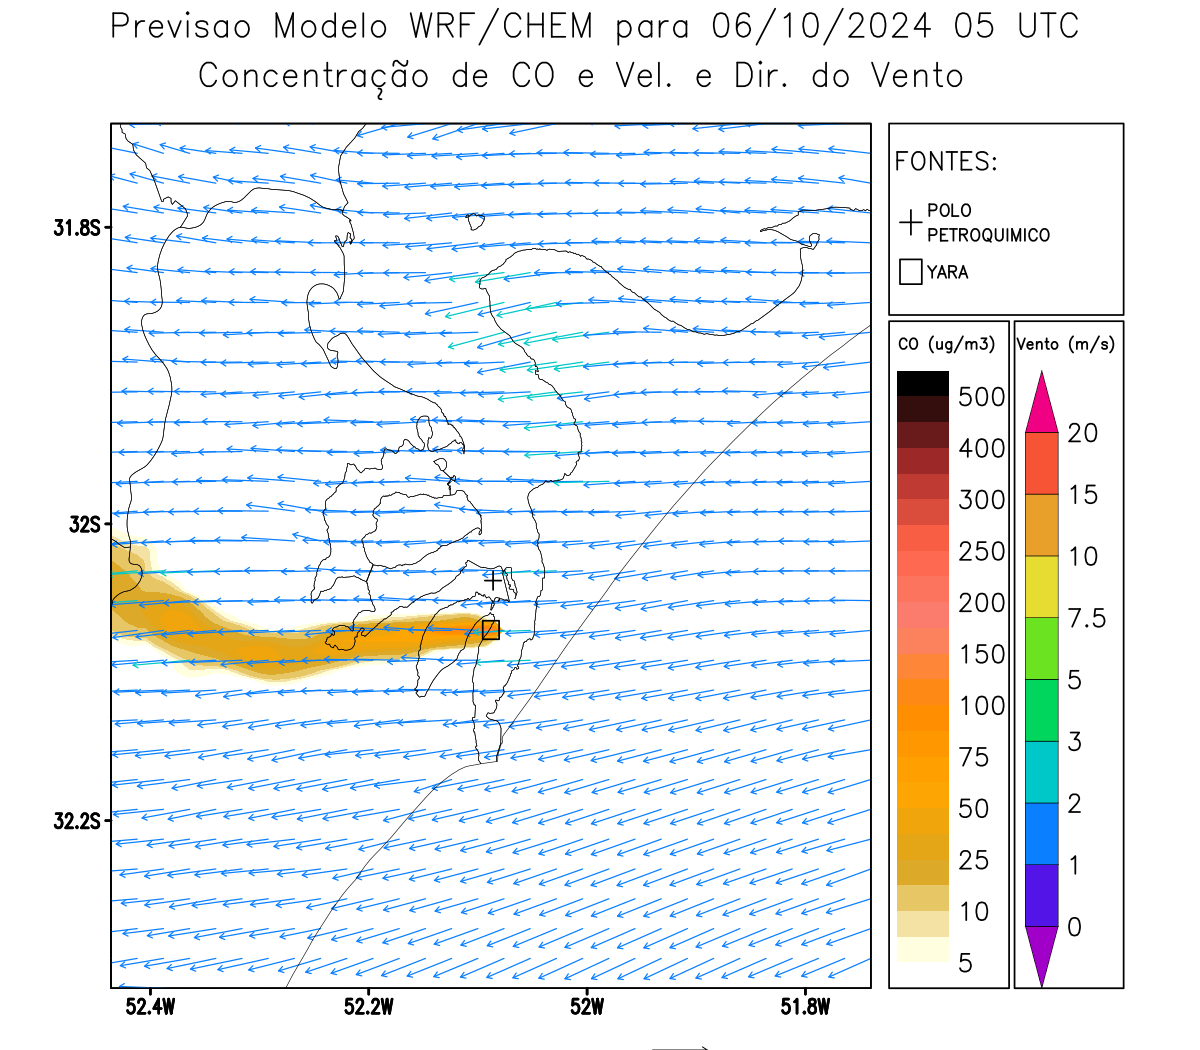 Previsao Modelo WRF/CHEM para 06/10/2024 05 UTC
Concentração de CO e Vel. e Dir. do Vento
FONTES:
POLO
PETROQUIMICO
YARA
CO (ug/m3)
500
400
300
250
200
150
100
75
50
25
10
5
Vento (m/s)
20
15
10
7.5
5
3
2
1
0
31.8S
32S
32.2S
52.4W 52.2W 52W 51.8W